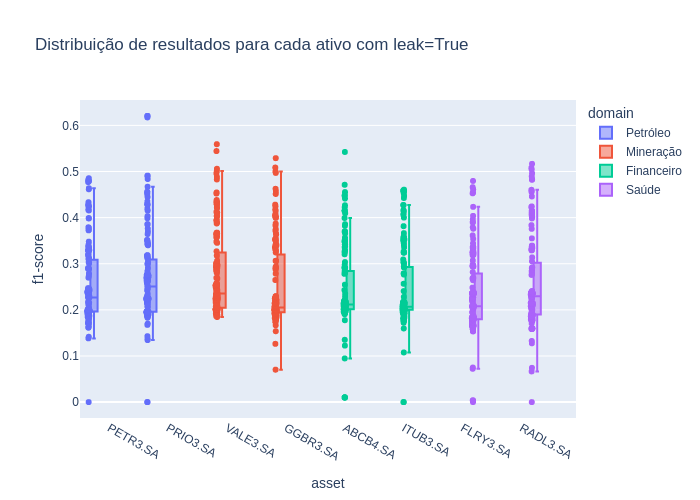 Distribuição de resultados para cada ativo com leak=True
domain
Petróleo
Mineração
Financeiro
Saúde
f1-score
0.6
0.5
0.4
0.3
0.2
0.1
0
PETR3.SA
PRIO3.SA
VALE3.SA
GGBR3.SA
ABCB4.SA
ITUB3.SA
FLRY3.SA
RADL3.SA
asset